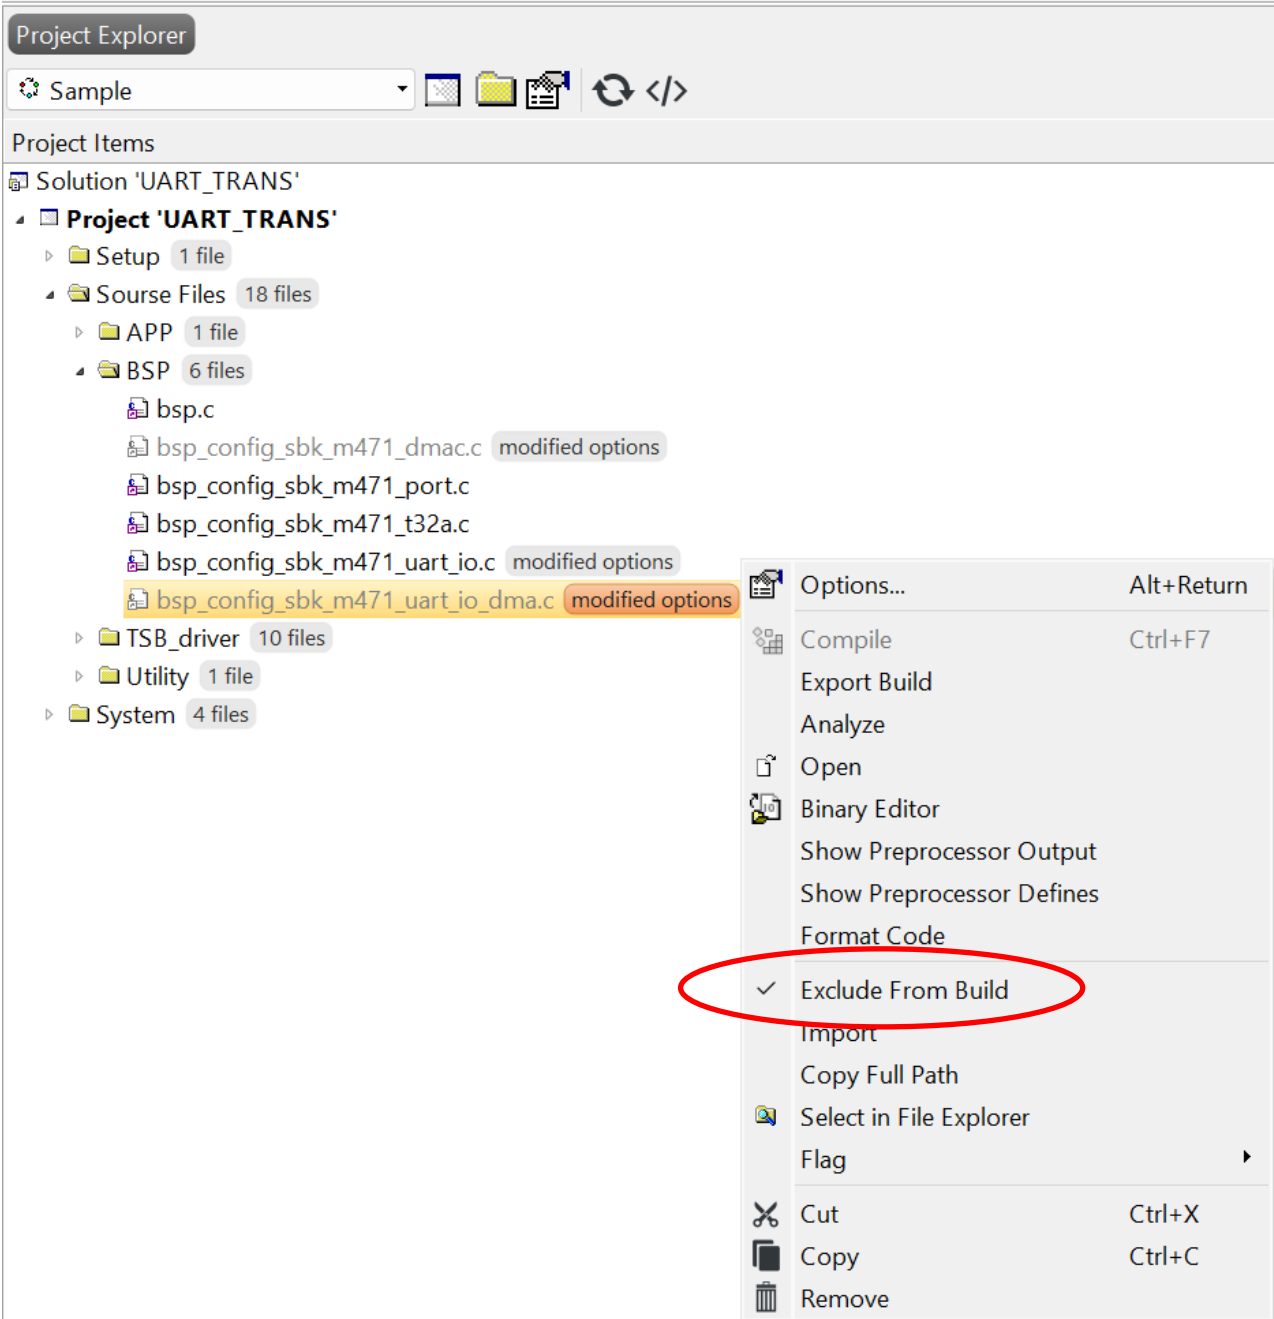 Project Explorer
Sample
Project Items
Solution 'UART_TRANS'
Project 'UART_TRANS'
Setup 1 file
Sourse Files 18 files
APP 1 file
BSP 6 files
bsp.c
bsp_config_sbk_m471_dmac.c modified options
bsp_config_sbk_m471_port.c
bsp_config_sbk_m471_t32a.c
bsp_config_sbk_m471_uart_io.c modified options
bsp_config_sbk_m471_uart_io_dma.c modified options
TSB_driver 10 files
Utility 1 file
System 4 files
Options... Alt+Return
Compile Ctrl+F7
Export Build
Analyze
Open
Binary Editor
Show Preprocessor Output
Show Preprocessor Defines
Format Code
Exclude From Build
Import
Copy Full Path
Select in File Explorer
Flag
Cut Ctrl+X
Copy Ctrl+C
Remove